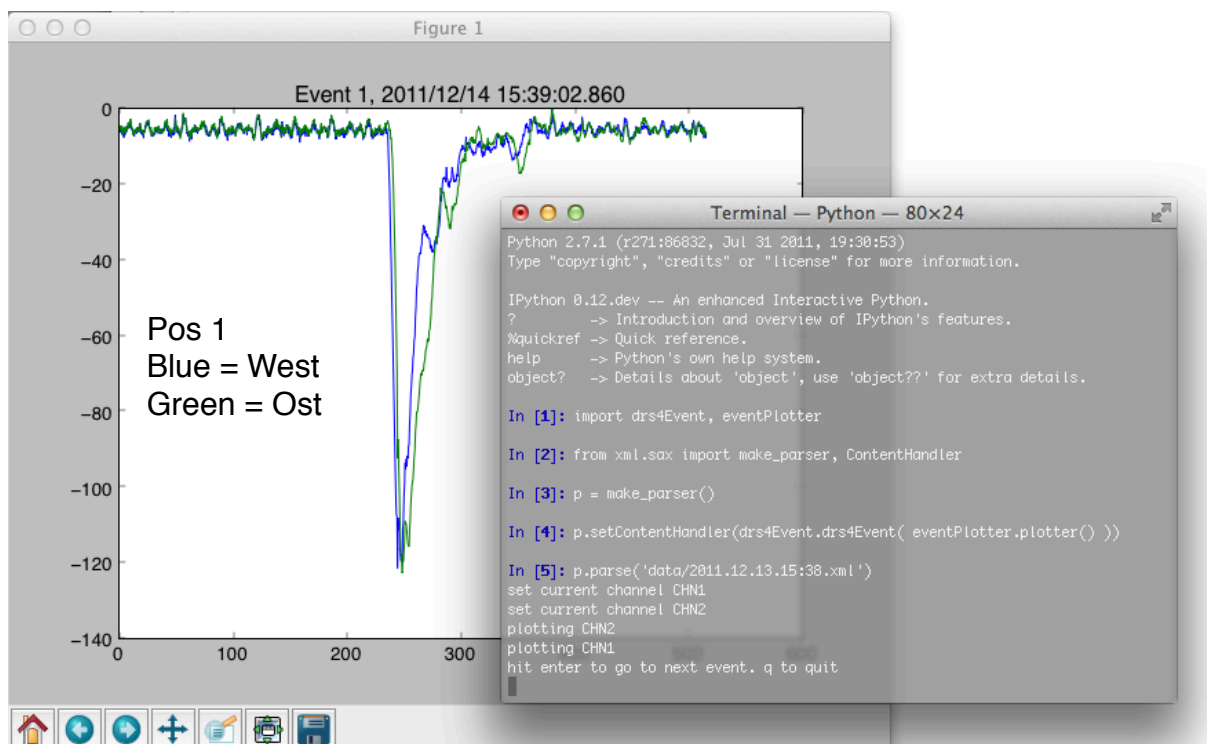 Figure 1
Event 1, 2011/12/14 15:39:02.860
0
−20
−40
−60
−80
−100
−120
−140
0
100
200
300
500
600
Pos 1
Blue = West
Green = Ost
Terminal — Python — 80×24
Python 2.7.1 (r271:86832, Jul 31 2011, 19:30:53)
Type "copyright", "credits" or "license" for more information.
IPython 0.12.dev -- An enhanced Interactive Python.
? -> Introduction and overview of IPython's features.
%quickref -> Quick reference.
help -> Python's own help system.
object? -> Details about 'object', use 'object??' for extra details.
In [1]: import drs4Event, eventPlotter
In [2]: from xml.sax import make_parser, ContentHandler
In [3]: p = make_parser()
In [4]: p.setContentHandler(drs4Event.drs4Event( eventPlotter.plotter() ))
In [5]: p.parse('data/2011.12.13.15:38.xml')
set current channel CHN1
set current channel CHN2
plotting CHN2
plotting CHN1
hit enter to go to next event. q to quit